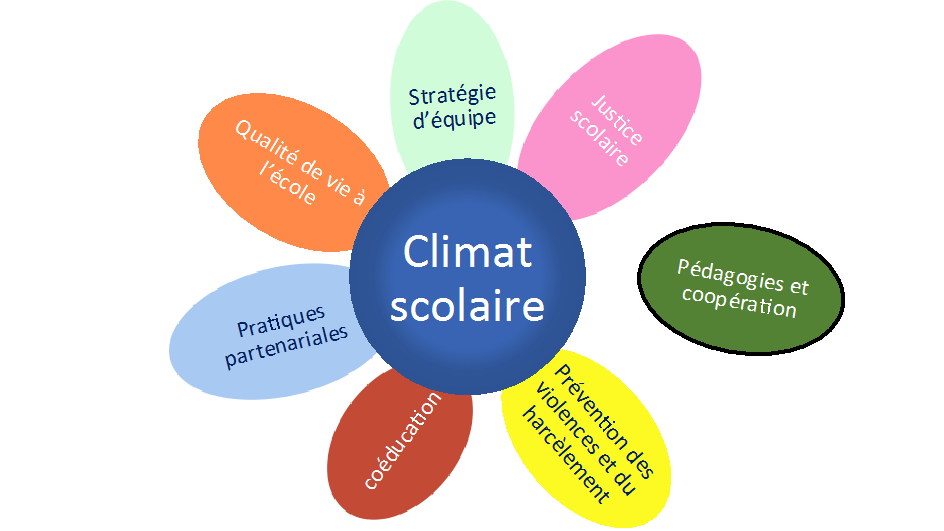 Stratégie
d'équipe
Justice
scolaire
Qualité de vie à
l'école
Climat
scolaire
Pédagogies et
coopération
Pratiques
partenariales
Prévention des
violences et du
harcèlement
coéducation